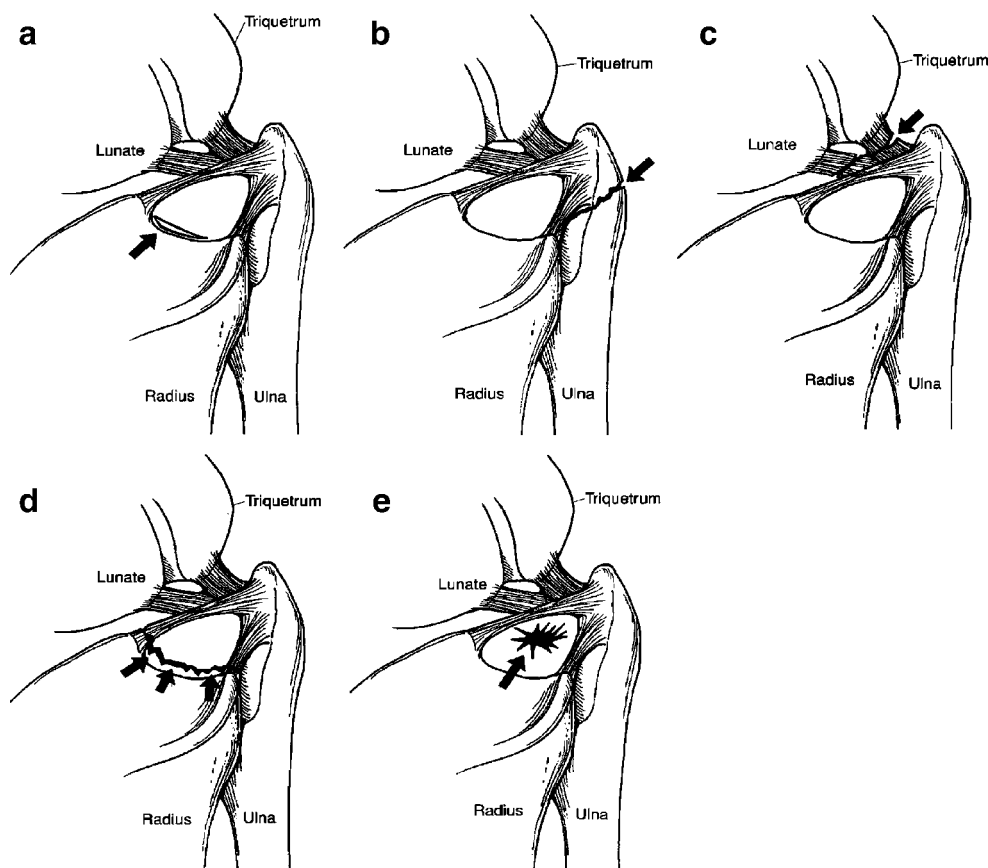 a
Triquetrum
Lunate
Radius
Ulna
b
Triquetrum
Lunate
Radius
Ulna
c
Triquetrum
Lunate
Radius
Ulna
d
Triquetrum
Lunate
Radius
Ulna
e
Triquetrum
Lunate
Radius
Ulna